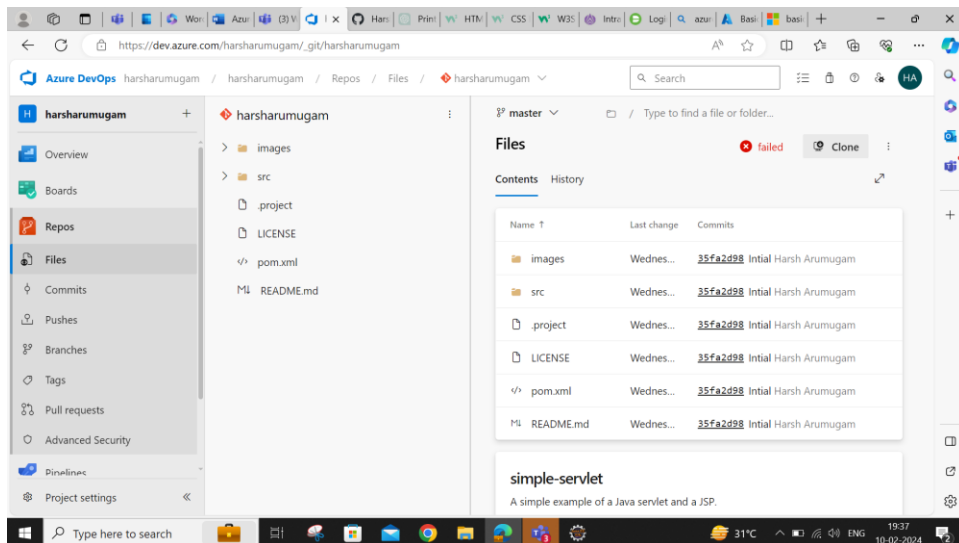 Wor
Azur
(3) V
I
Hars
Print
HTM
CSS
W3S
Intro
Logi
azur
Basi
basi
https://dev.azure.com/harsharumugam/_git/harsharumugam
Azure DevOps harsharumugam / harsharumugam / Repos / Files / harsharumugam
Search
HA
H harsharumugam
Overview
Boards
Repos
Files
Commits
Pushes
Branches
Tags
Pull requests
Advanced Security
Pipelines
Project settings
harsharumugam
images
src
.project
LICENSE
pom.xml
README.md
master / Type to find a file or folder...
Files failed Clone
Contents History
Name ↑ Last change Commits
images Wednes... 35fa2d98 Intial Harsh Arumugam
src Wednes... 35fa2d98 Intial Harsh Arumugam
.project Wednes... 35fa2d98 Intial Harsh Arumugam
LICENSE Wednes... 35fa2d98 Intial Harsh Arumugam
pom.xml Wednes... 35fa2d98 Intial Harsh Arumugam
README.md Wednes... 35fa2d98 Intial Harsh Arumugam
simple-servlet
A simple example of a Java servlet and a JSP.
Type here to search
31°C
ENG
19:37
10-02-2024